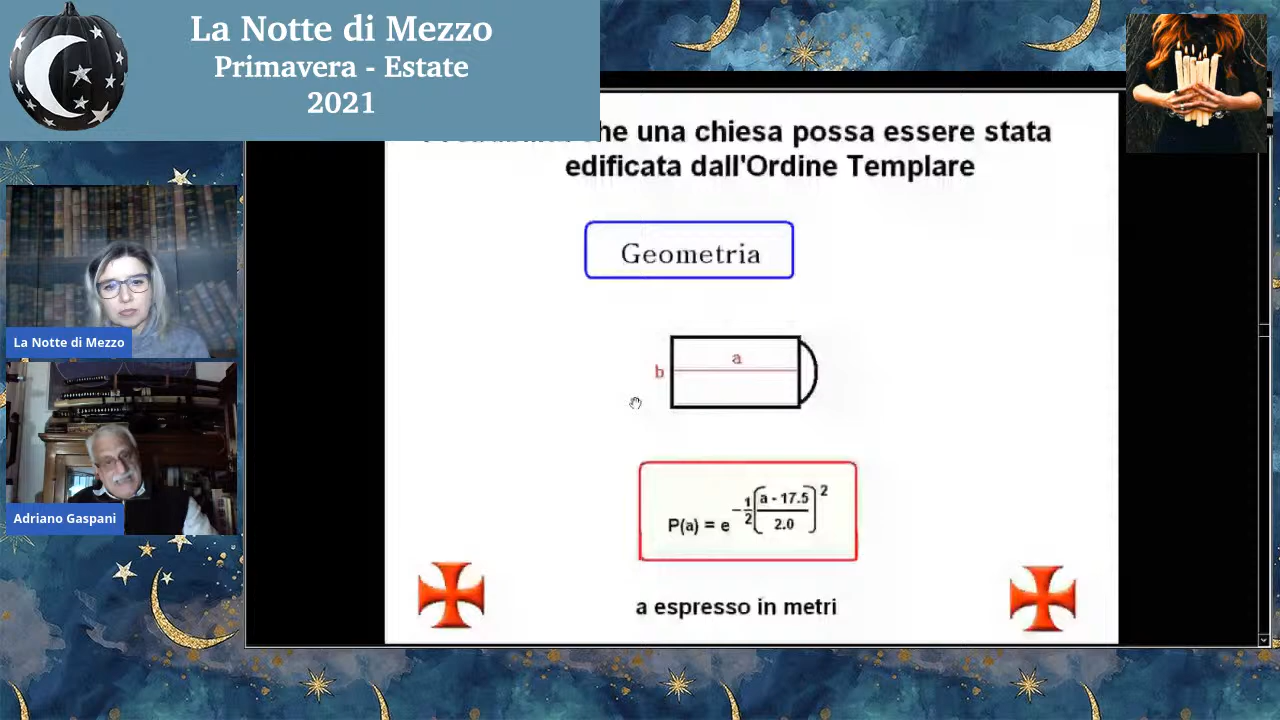 La Notte di Mezzo
Primavera - Estate
2021
una chiesa possa essere stata
edificata dall'Ordine Templare
Geometria
a
b
P(a) = e
-1/2 [a - 17.5 / 2.0] 2
a espresso in metri
La Notte di Mezzo
Adriano Gaspani